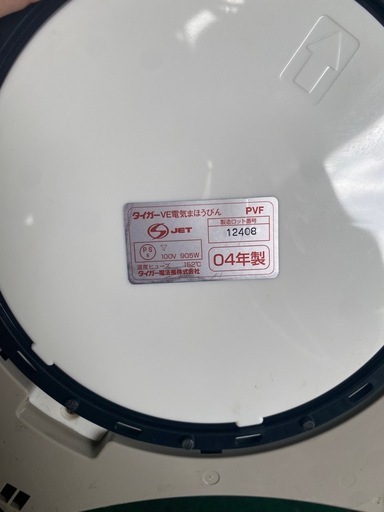 タイガーVE電気まほうびん PVF
製造ロット番号
JET 12408
PS
E 100V 905W
温度ヒューズ 152℃ 04年製
タイガー魔法瓶株式会社